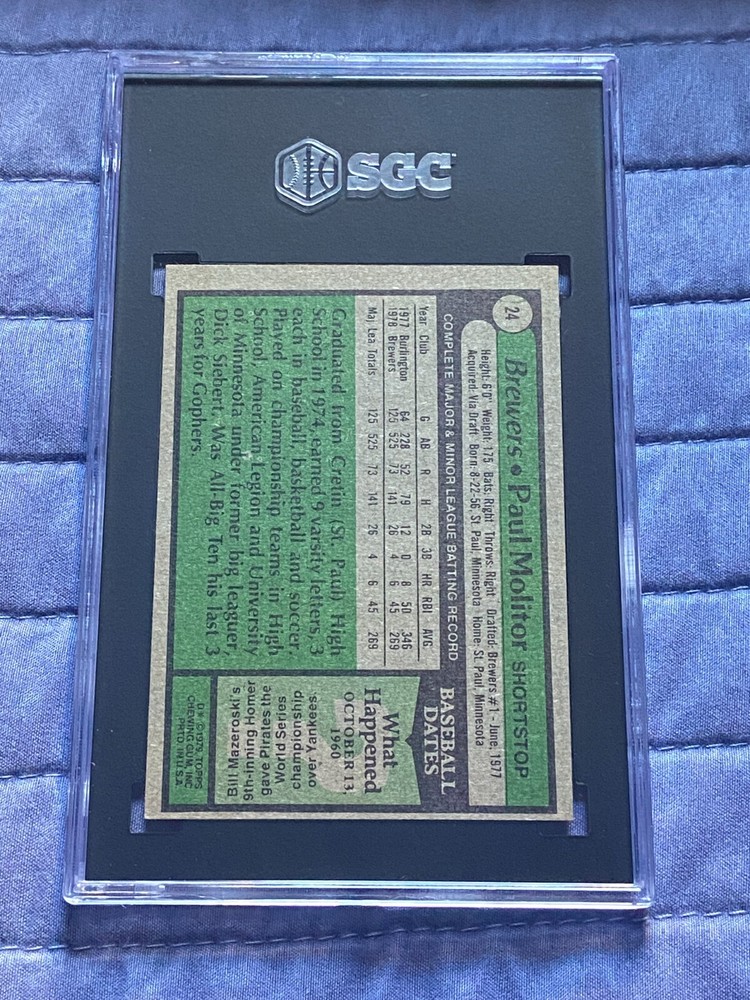 SGC
24
Brewers • Paul Molitor SHORTSTOP
Height: 6'0" Weight: 175 Bats: Right Throws: Right Drafted: Brewers #1 - June, 1977
Acquired: Via Draft Born: 8-22-56, St. Paul, Minnesota Home: St. Paul, Minnesota
COMPLETE MAJOR & MINOR LEAGUE BATTING RECORD
Year Club G AB R H 2B 3B HR RBI AVG.
1977 Burlington 64 228 52 79 12 0 8 50 .346
1978 Brewers 125 525 73 141 26 4 6 45 .269
Maj. Lea. Totals 125 525 73 141 26 4 6 45 .269
Graduated from Cretin (St. Paul) High
School in 1974, earned 9 varsity letters, 3
each in baseball, basketball and soccer.
Played on championship teams in High
School, American Legion and University
of Minnesota under former big leaguer,
Dick Siebert. Was All-Big Ten his last 3
years for Gophers.
BASEBALL
DATES
What
Happened
OCTOBER 13,
1960
Bill Mazeroski's
9th-inning Homer
gave Pirates the
World Series
championship
over Yankees.
D* © 1979 TOPPS
CHEWING GUM, INC.
PRTD. IN U.S.A.